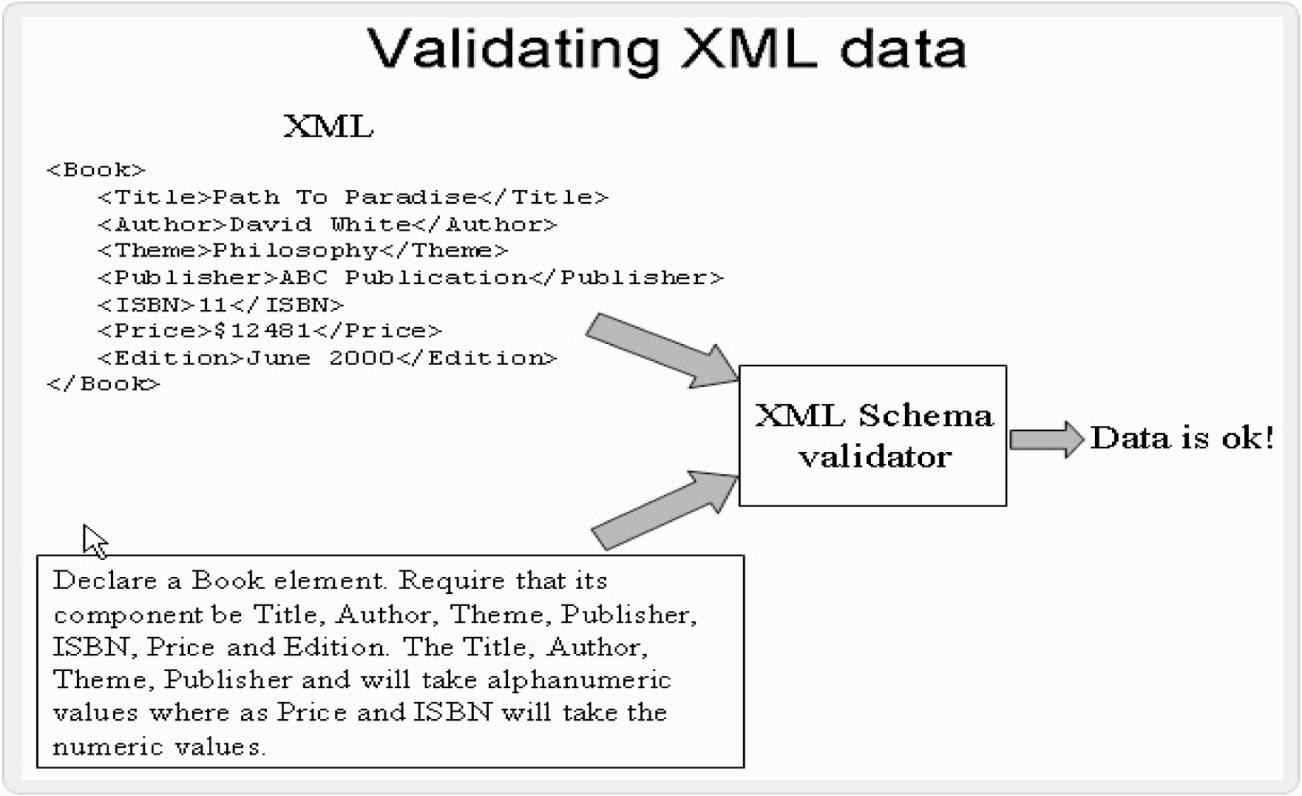 Validating XML data
XML
<Book>
<Title>Path To Paradise</Title>
<Author>David White</Author>
<Theme>Philosophy</Theme>
<Publisher>ABC Publication</Publisher>
<ISBN>11</ISBN>
<Price>$12481</Price>
<Edition>June 2000</Edition>
</Book>
XML Schema
validator
Data is ok!
Declare a Book element. Require that its
component be Title, Author, Theme, Publisher,
ISBN, Price and Edition. The Title, Author,
Theme, Publisher and will take alphanumeric
values where as Price and ISBN will take the
numeric values.